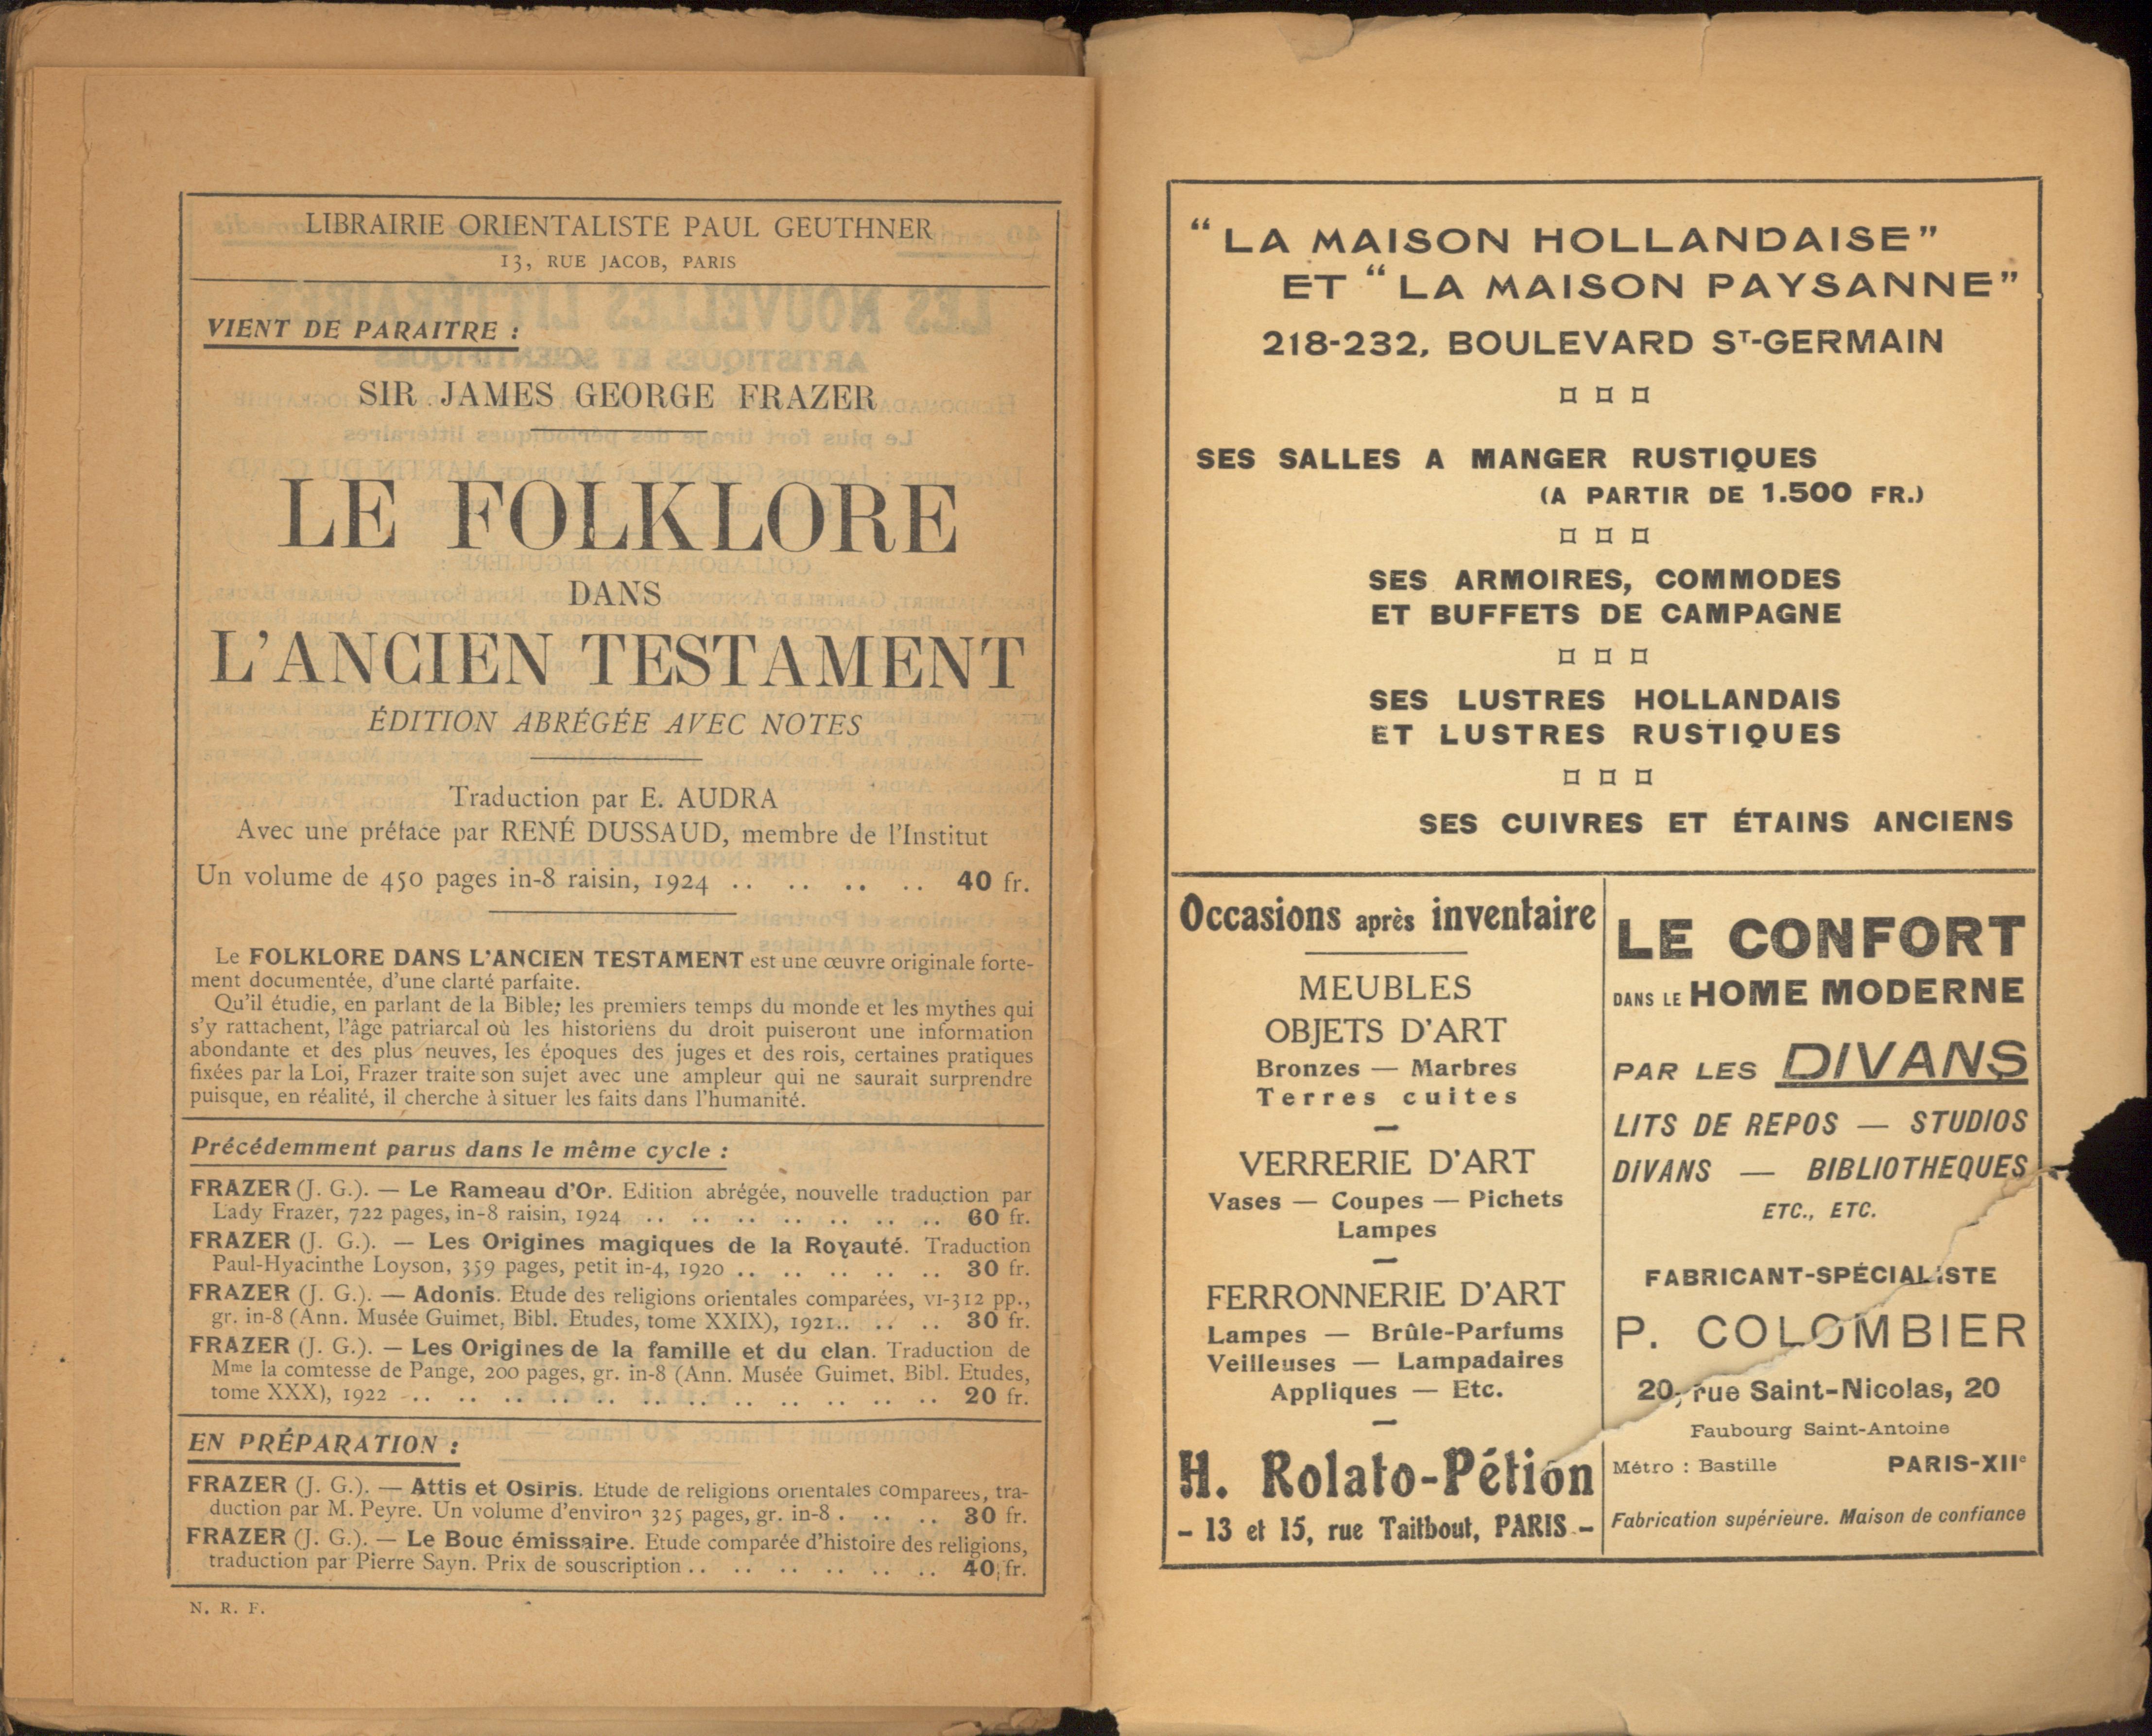 LIBRAIRIE ORIENTALISTE PAUL GEUTHNER
13, RUE JACOB, PARIS
VIENT DE PARAITRE :
SIR JAMES GEORGE FRAZER
LE FOLKLORE
DANS
L'ANCIEN TESTAMENT
ÉDITION ABRÉGÉE AVEC NOTES
Traduction par E. AUDRA
Avec une préface par RENÉ DUSSAUD, membre de l'Institut
Un volume de 450 pages in-8 raisin, 1924 .. .. .. .. 40 fr.
Le FOLKLORE DANS L'ANCIEN TESTAMENT est une œuvre originale forte-
ment documentée, d'une clarté parfaite.
Qu'il étudie, en parlant de la Bible; les premiers temps du monde et les mythes qui
s'y rattachent, l'âge patriarcal où les historiens du droit puiseront une information
abondante et des plus neuves, les époques des juges et des rois, certaines pratiques
fixées par la Loi, Frazer traite son sujet avec une ampleur qui ne saurait surprendre
puisque, en réalité, il cherche à situer les faits dans l'humanité.
Précédemment parus dans le même cycle :
FRAZER (J. G.). — Le Rameau d'Or. Edition abrégée, nouvelle traduction par
Lady Frazer, 722 pages, in-8 raisin, 1924 .. .. .. .. .. .. .. 60 fr.
FRAZER (J. G.). — Les Origines magiques de la Royauté. Traduction
Paul-Hyacinthe Loyson, 359 pages, petit in-4, 1920 .. .. .. .. .. 30 fr.
FRAZER (J. G.). — Adonis. Etude des religions orientales comparées, VI-312 pp.,
gr. in-8 (Ann. Musée Guimet, Bibl. Etudes, tome XXIX), 1921.. .. .. 30 fr.
FRAZER (J. G.). — Les Origines de la famille et du clan. Traduction de
Mme la comtesse de Pange, 200 pages, gr. in-8 (Ann. Musée Guimet, Bibl. Etudes,
tome XXX), 1922 .. .. .. .. .. .. .. .. .. .. .. .. 20 fr.
EN PRÉPARATION :
FRAZER (J. G.). — Attis et Osiris. Etude de religions orientales comparées, tra-
duction par M. Peyre. Un volume d'environ 325 pages, gr. in-8 . .. .. 30 fr.
FRAZER (J. G.). — Le Bouc émissaire. Etude comparée d'histoire des religions,
traduction par Pierre Sayn. Prix de souscription .. .. .. .. .. .. 40 fr.
N. R. F.
"LA MAISON HOLLANDAISE"
ET "LA MAISON PAYSANNE"
218-232, BOULEVARD ST-GERMAIN
SES SALLES A MANGER RUSTIQUES
(A PARTIR DE 1.500 FR.)
SES ARMOIRES, COMMODES
ET BUFFETS DE CAMPAGNE
SES LUSTRES HOLLANDAIS
ET LUSTRES RUSTIQUES
SES CUIVRES ET ÉTAINS ANCIENS
Occasions après inventaire
MEUBLES
OBJETS D'ART
Bronzes — Marbres
Terres cuites
VERRERIE D'ART
Vases — Coupes — Pichets
Lampes
FERRONNERIE D'ART
Lampes — Brûle-Parfums
Veilleuses — Lampadaires
Appliques — Etc.
H. Rolato-Pétion
- 13 et 15, rue Taitbout, PARIS -
LE CONFORT
DANS LE HOME MODERNE
PAR LES DIVANS
LITS DE REPOS — STUDIOS
DIVANS — BIBLIOTHEQUES
ETC., ETC.
FABRICANT-SPÉCIALISTE
P. COLOMBIER
20, rue Saint-Nicolas, 20
Faubourg Saint-Antoine
Métro : Bastille PARIS-XIIe
Fabrication supérieure. Maison de confiance